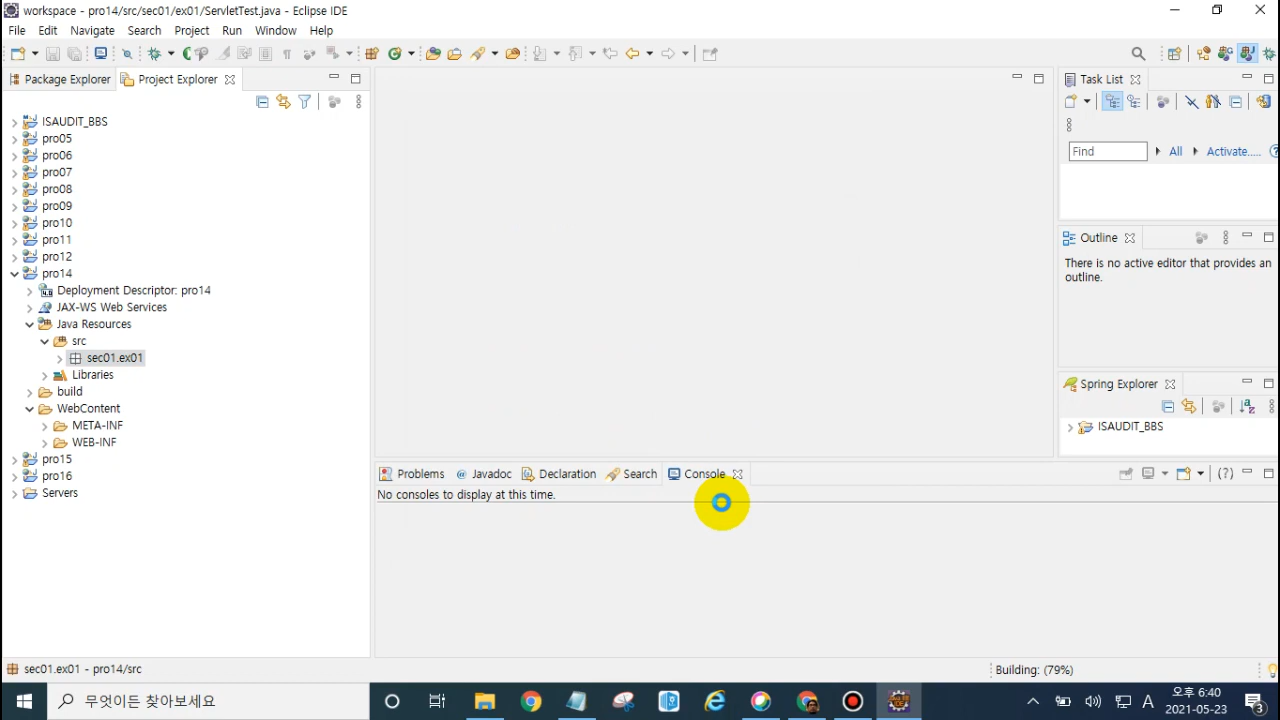 workspace - pro14/src/sec01/ex01/ServletTest.java - Eclipse IDE
File Edit Navigate Search Project Run Window Help
Package Explorer Project Explorer
ISAUDIT_BBS
pro05
pro06
pro07
pro08
pro09
pro10
pro11
pro12
pro14
Deployment Descriptor: pro14
JAX-WS Web Services
Java Resources
src
sec01.ex01
Libraries
build
WebContent
META-INF
WEB-INF
pro15
pro16
Servers
Task List
Find All Activate.....
Outline
There is no active editor that provides an
outline.
Spring Explorer
ISAUDIT_BBS
Problems Javadoc Declaration Search Console
No consoles to display at this time.
sec01.ex01 - pro14/src
Building: (79%)
무엇이든 찾아보세요
A
오후 6:40
2021-05-23
3